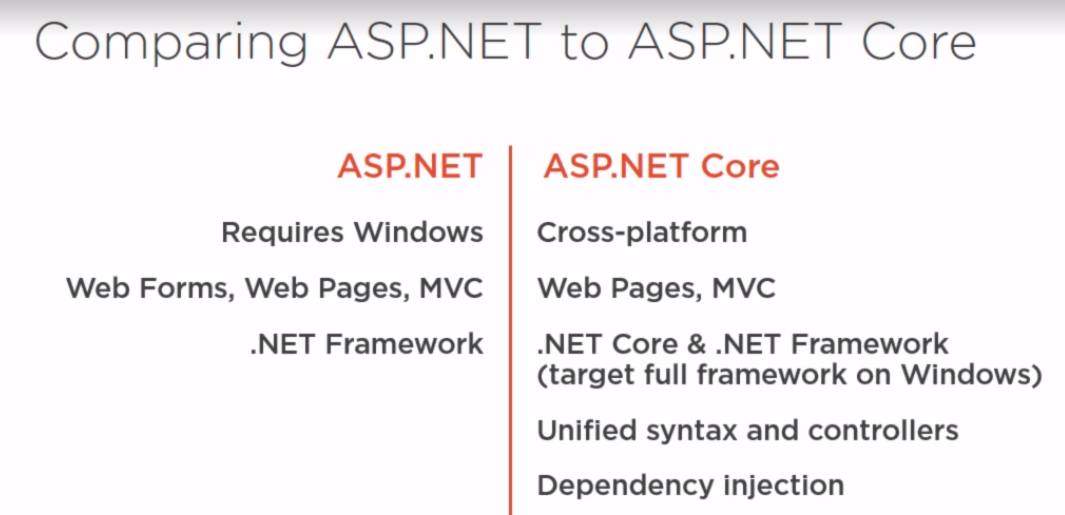 Comparing ASP.NET to ASP.NET Core
ASP.NET
Requires Windows
Web Forms, Web Pages, MVC
.NET Framework
ASP.NET Core
Cross-platform
Web Pages, MVC
.NET Core & .NET Framework
(target full framework on Windows)
Unified syntax and controllers
Dependency injection